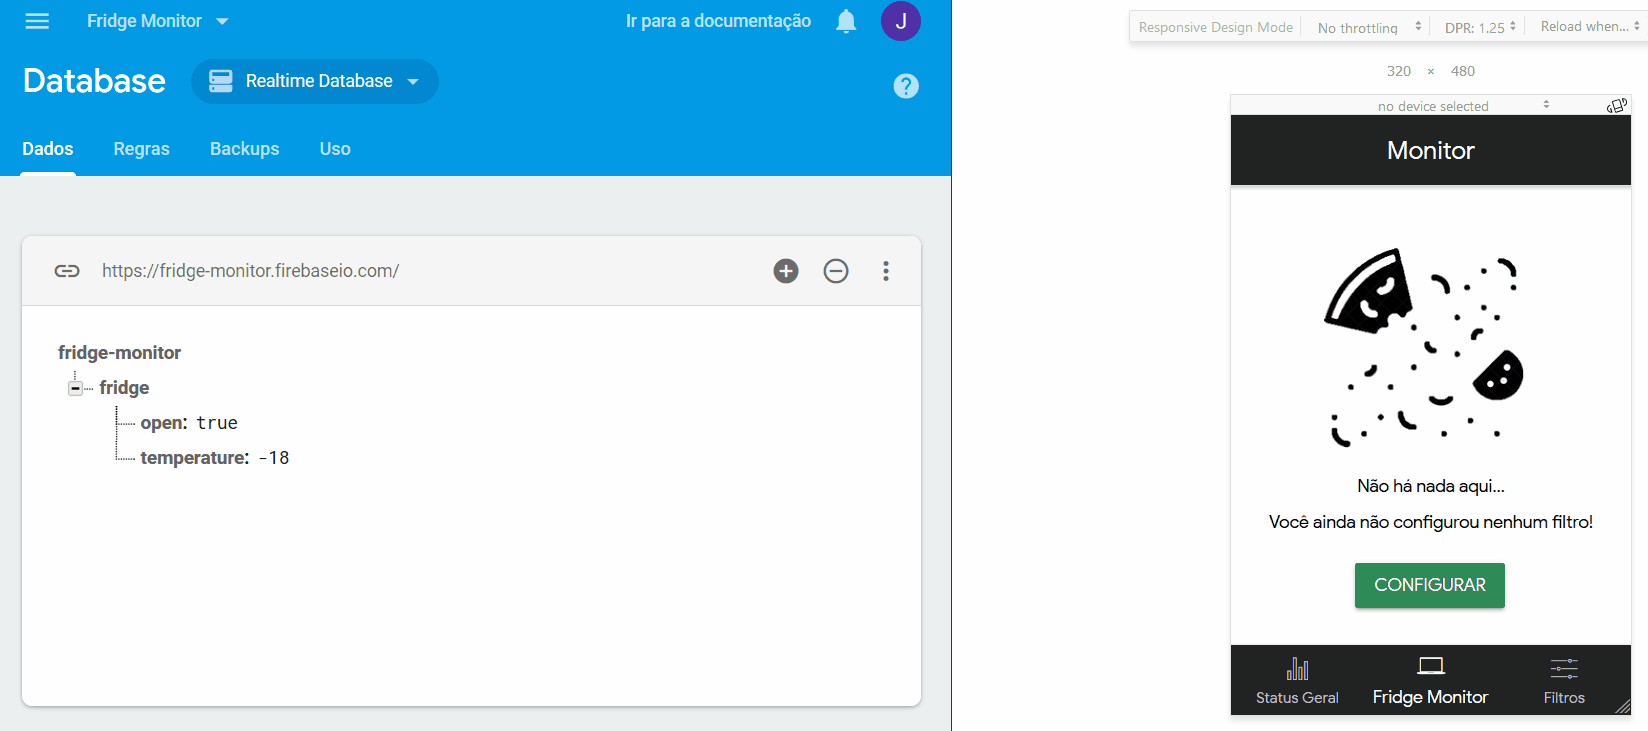 Fridge Monitor
Ir para a documentação
J
Database
Realtime Database
?
Dados
Regras
Backups
Uso
https://fridge-monitor.firebaseio.com/
fridge-monitor
fridge
open: true
temperature: -18
Responsive Design Mode
No throttling
DPR: 1.25
Reload when...
320 × 480
no device selected
Monitor
Não há nada aqui...
Você ainda não configurou nenhum filtro!
CONFIGURAR
Status Geral
Fridge Monitor
Filtros